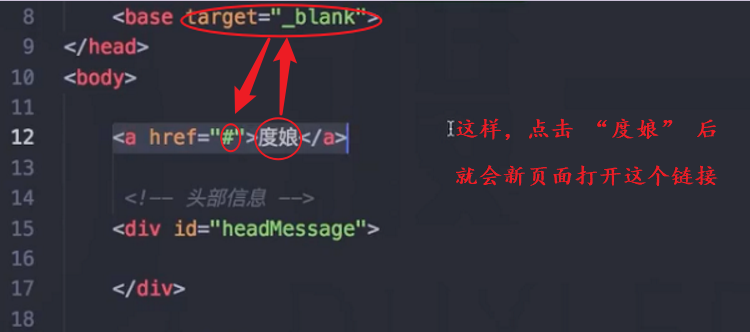 8 <base target="_blank">
9 </head>
10 <body>
11
12 <a href="#">度娘</a>
这样，点击 “度娘” 后
13
就会新页面打开这个链接
14 <!-- 头部信息 -->
15 <div id="headMessage">
16
17 </div>
18